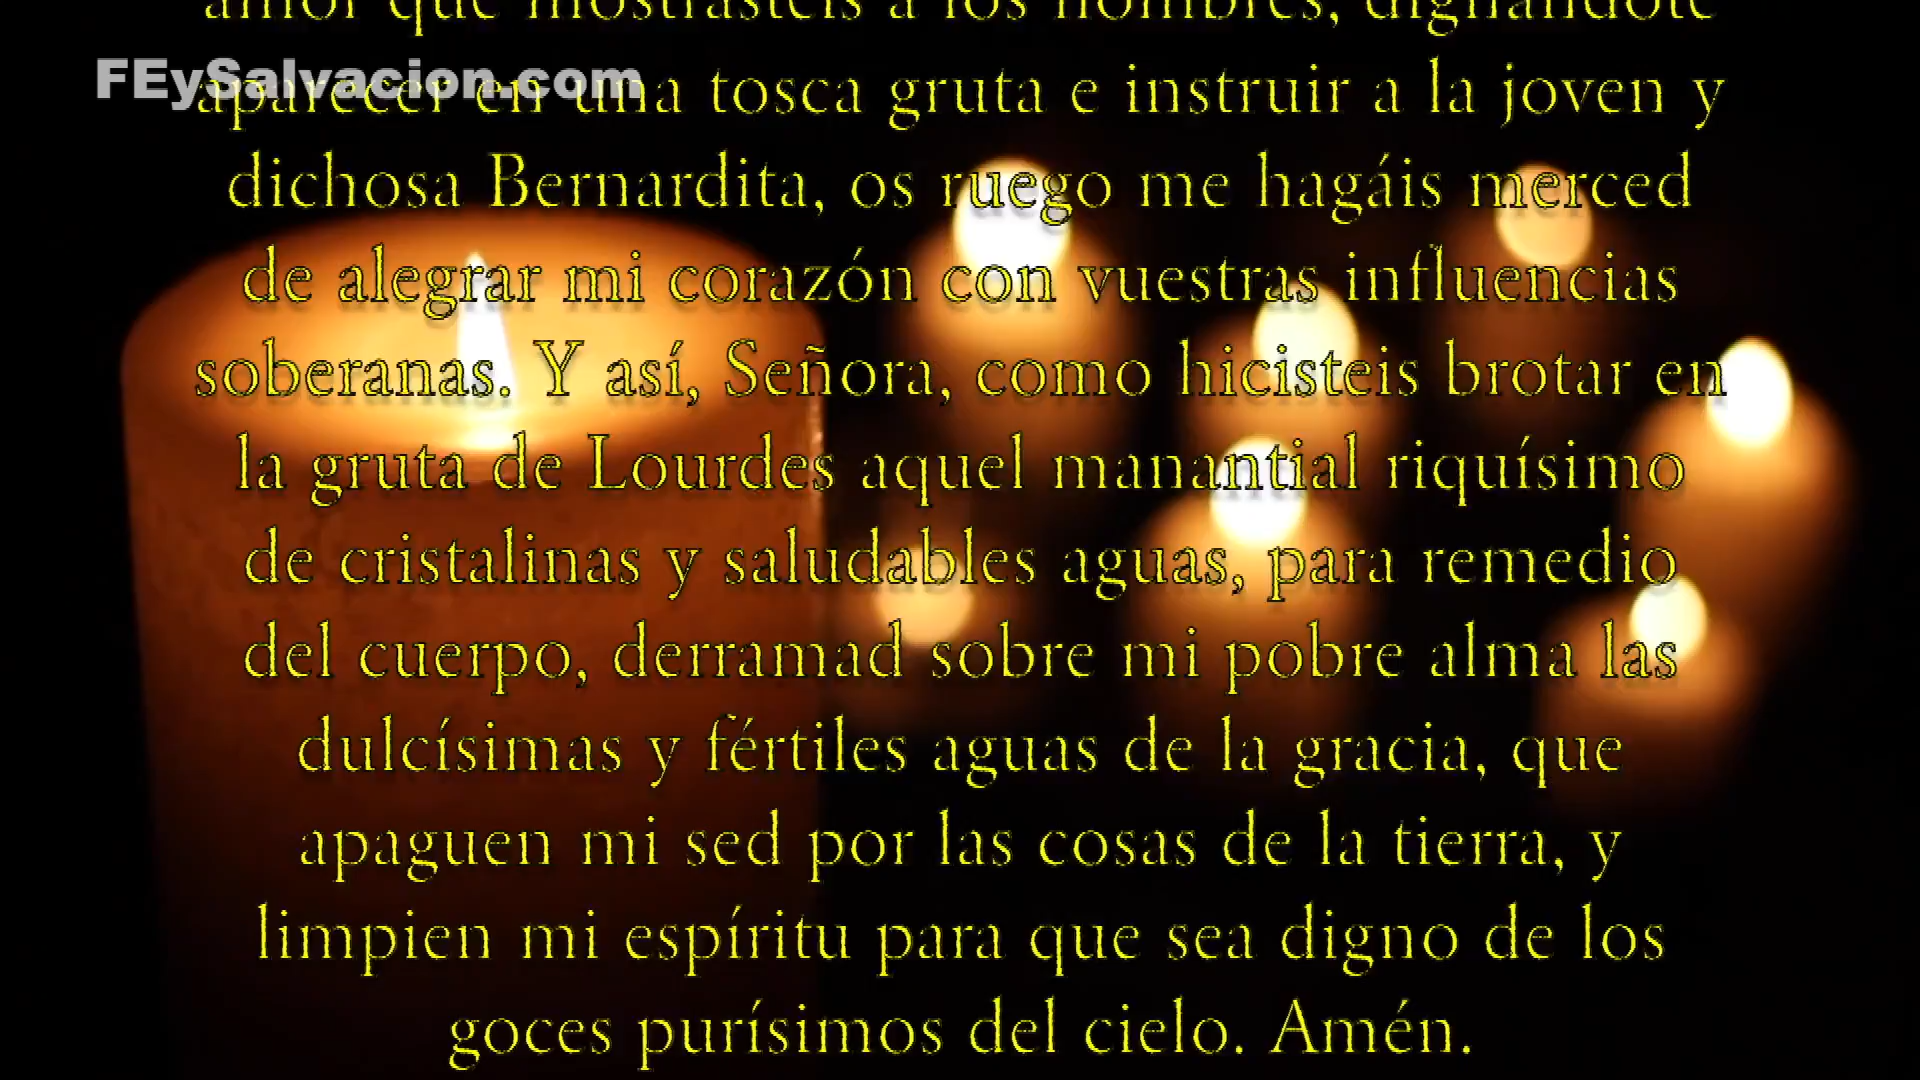 amor que mostrasteis a los hombres, dignándote
FEySalvacion.com
aparecer en una tosca gruta e instruir a la joven y
dichosa Bernardita, os ruego me hagáis merced
de alegrar mi corazón con vuestras influencias
soberanas. Y así, Señora, como hicisteis brotar en
la gruta de Lourdes aquel manantial riquísimo
de cristalinas y saludables aguas, para remedio
del cuerpo, derramad sobre mi pobre alma las
dulcísimas y fértiles aguas de la gracia, que
apaguen mi sed por las cosas de la tierra, y
limpien mi espíritu para que sea digno de los
goces purísimos del cielo. Amén.